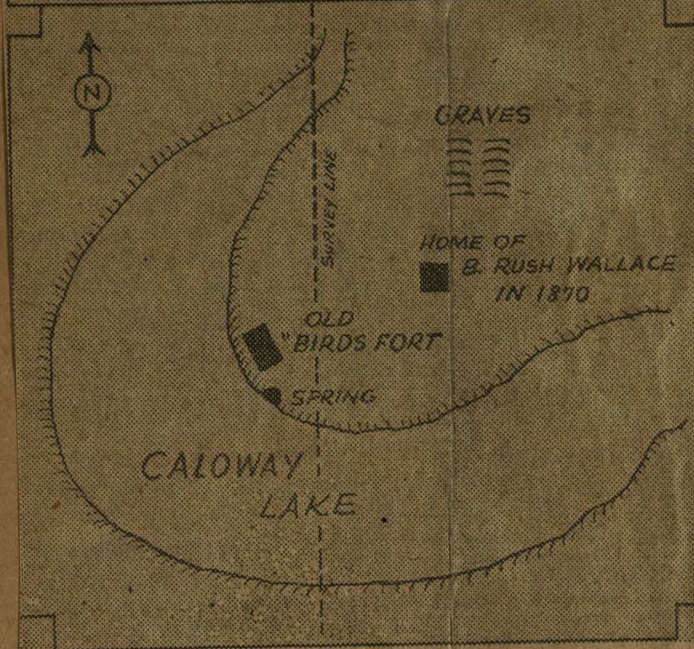 N
GRAVES
SURVEY LINE
HOME OF
B. RUSH WALLACE
IN 1870
OLD
"BIRDS FORT
SPRING
CALOWAY
LAKE